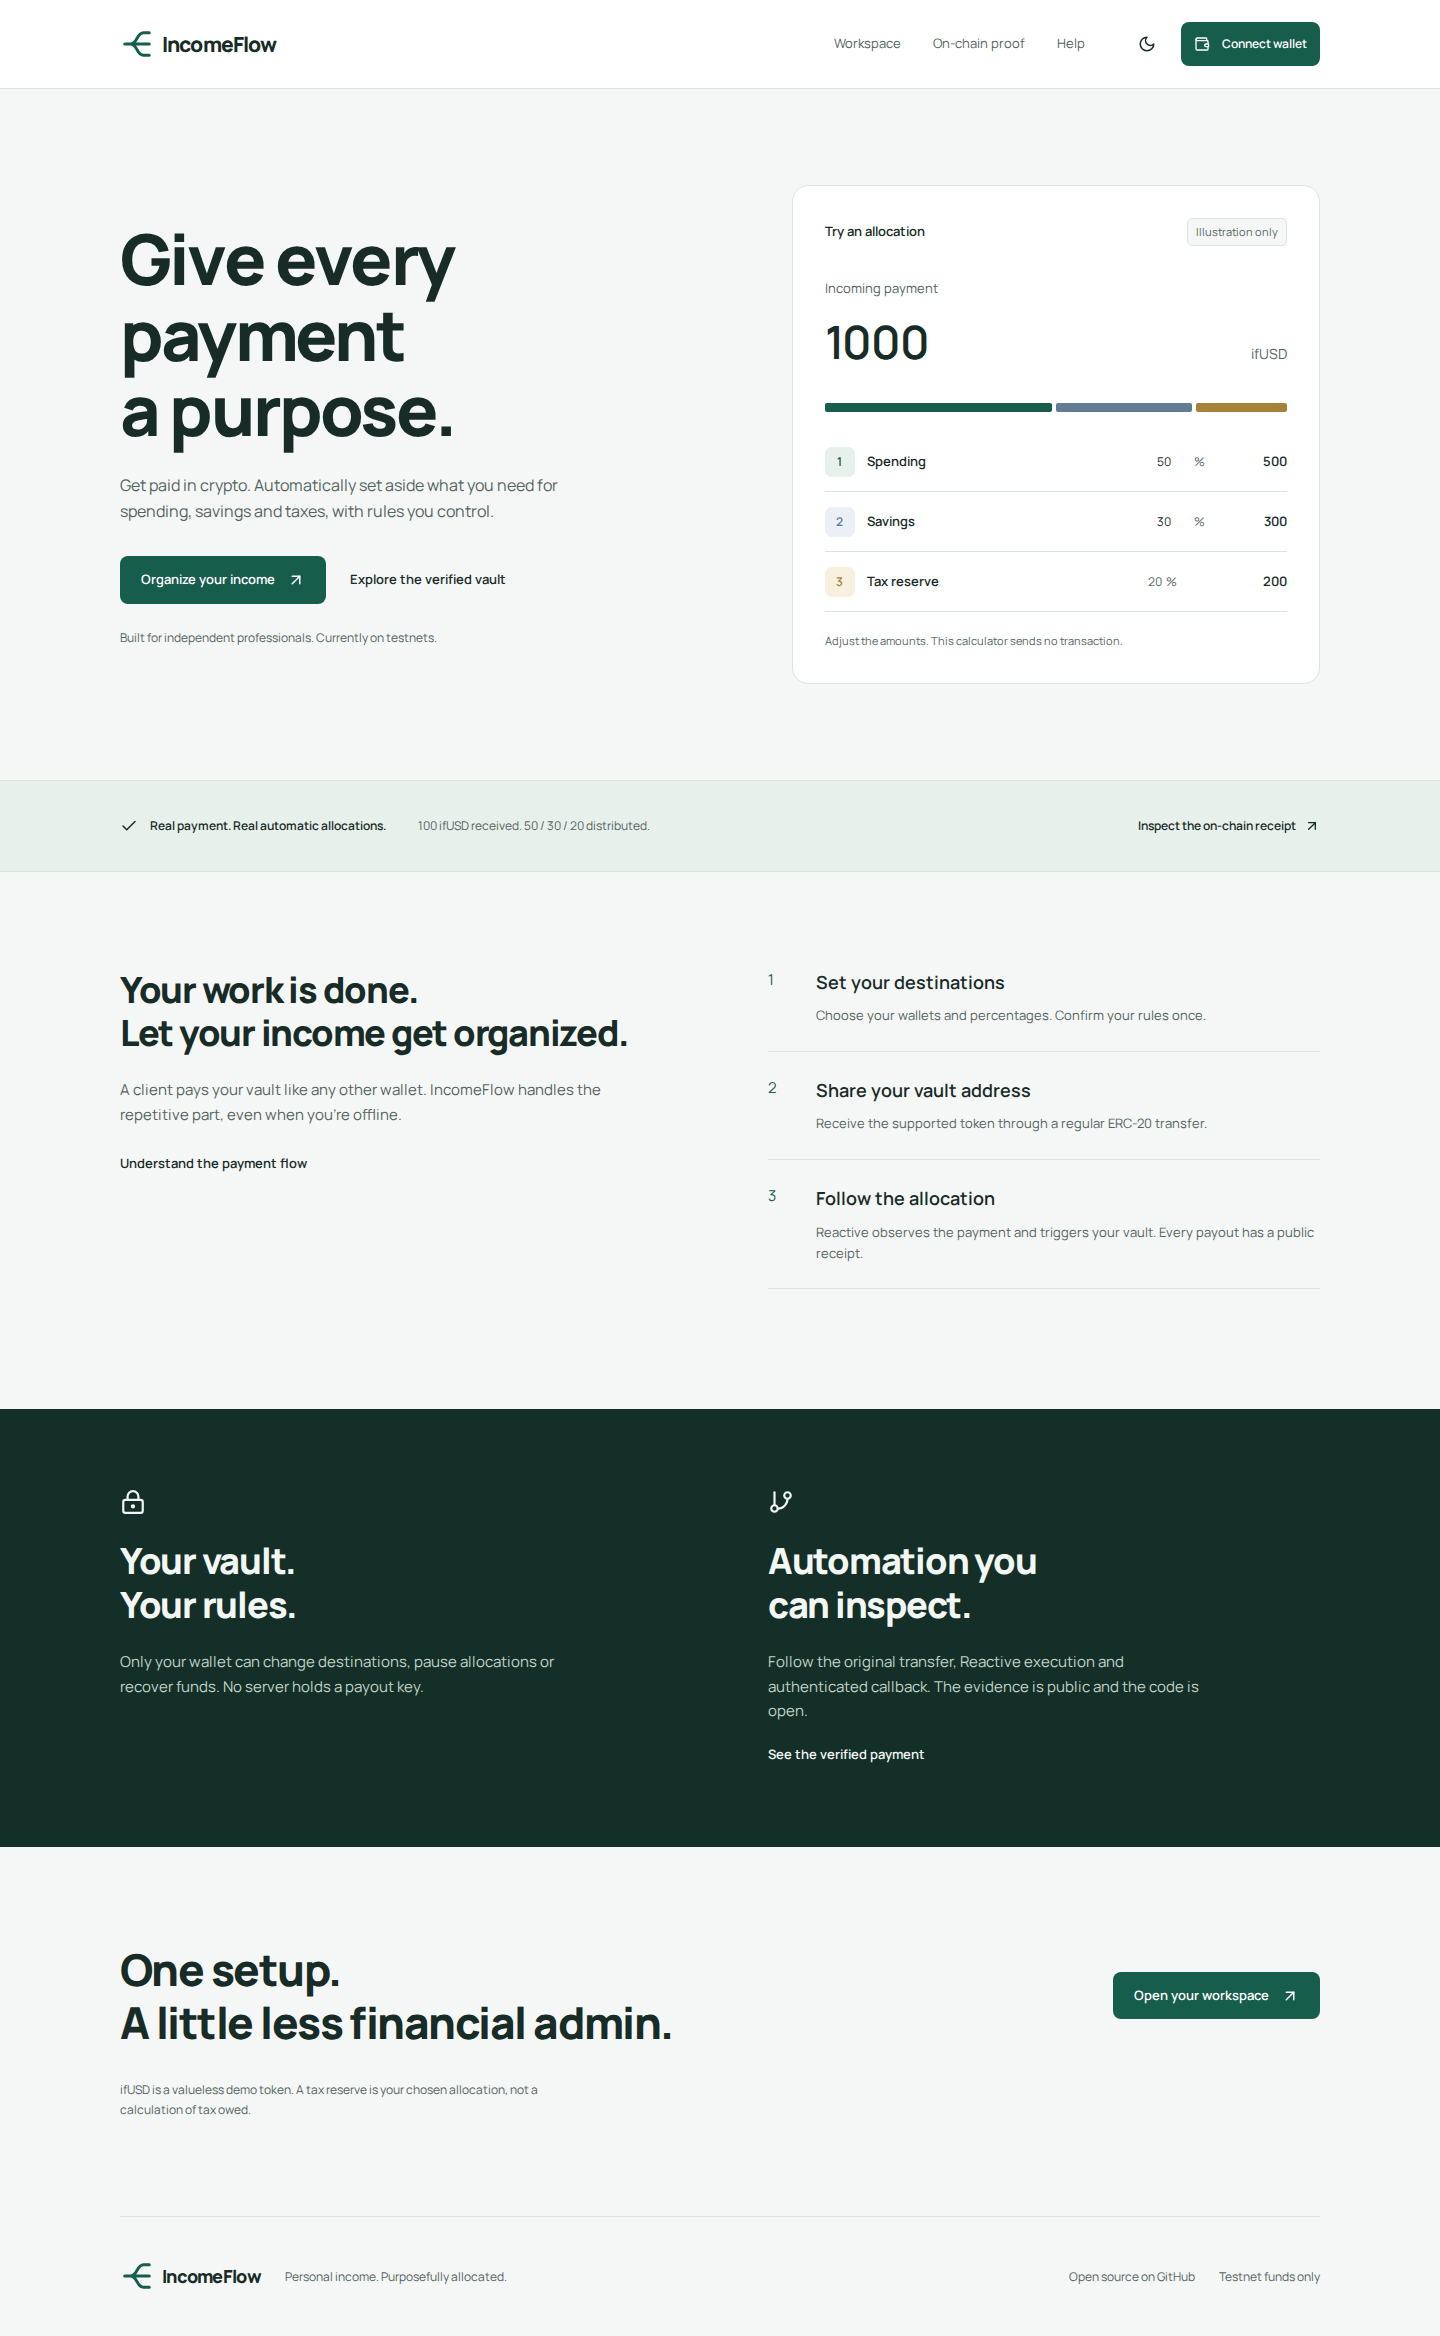 IncomeFlow
Workspace
On-chain proof
Help
Connect wallet
Give every
payment
a purpose.
Get paid in crypto. Automatically set aside what you need for
spending, savings and taxes, with rules you control.
Organize your income
Explore the verified vault
Built for independent professionals. Currently on testnets.
Try an allocation
Illustration only
Incoming payment
1000
ifUSD
1 Spending 50 % 500
2 Savings 30 % 300
3 Tax reserve 20 % 200
Adjust the amounts. This calculator sends no transaction.
Real payment. Real automatic allocations.
100 ifUSD received. 50 / 30 / 20 distributed.
Inspect the on-chain receipt
Your work is done.
Let your income get organized.
A client pays your vault like any other wallet. IncomeFlow handles the
repetitive part, even when you're offline.
Understand the payment flow
1 Set your destinations
Choose your wallets and percentages. Confirm your rules once.
2 Share your vault address
Receive the supported token through a regular ERC-20 transfer.
3 Follow the allocation
Reactive observes the payment and triggers your vault. Every payout has a public
receipt.
Your vault.
Your rules.
Only your wallet can change destinations, pause allocations or
recover funds. No server holds a payout key.
Automation you
can inspect.
Follow the original transfer, Reactive execution and
authenticated callback. The evidence is public and the code is
open.
See the verified payment
One setup.
A little less financial admin.
Open your workspace
ifUSD is a valueless demo token. A tax reserve is your chosen allocation, not a
calculation of tax owed.
IncomeFlow
Personal income. Purposefully allocated.
Open source on GitHub
Testnet funds only